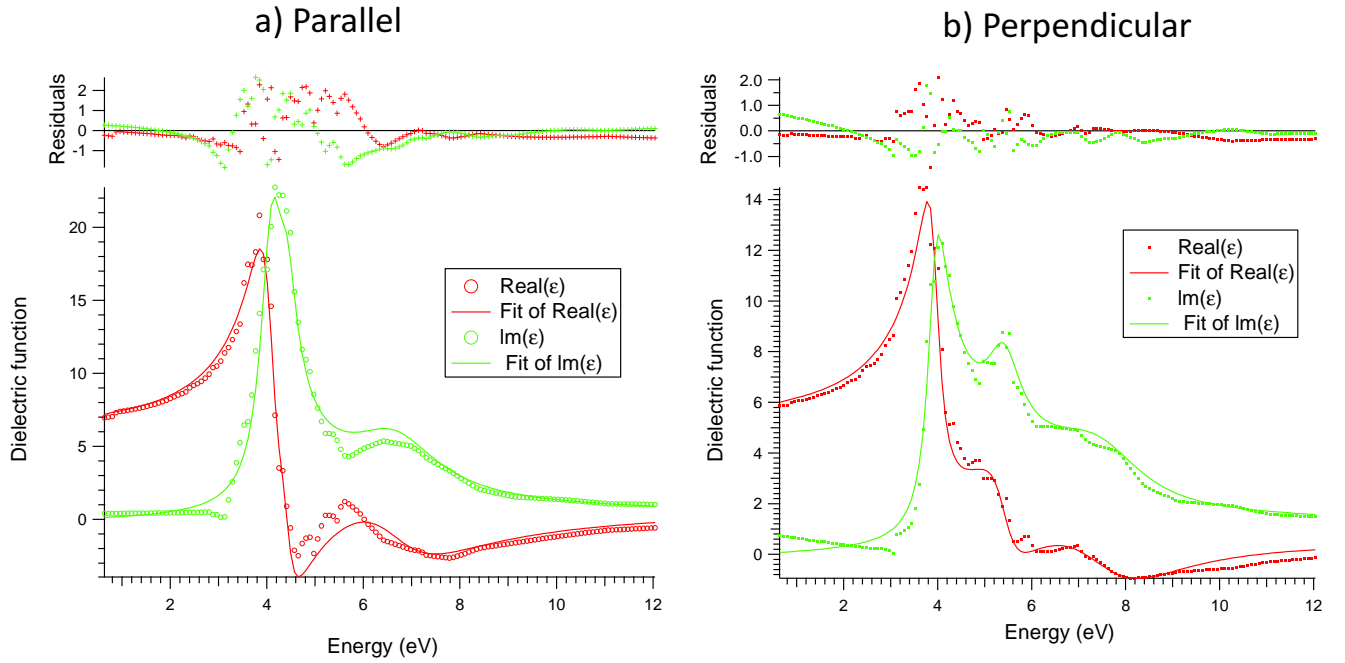 a) Parallel
Residuals
2
1
0
-1
Dielectric function
20
15
10
5
0
Real(ε)
Fit of Real(ε)
Im(ε)
Fit of Im(ε)
2
4
6
8
10
12
Energy (eV)
b) Perpendicular
Residuals
2.0
1.0
0.0
-1.0
Dielectric function
14
12
10
8
6
4
2
0
Real(ε)
Fit of Real(ε)
Im(ε)
Fit of Im(ε)
2
4
6
8
10
12
Energy (eV)